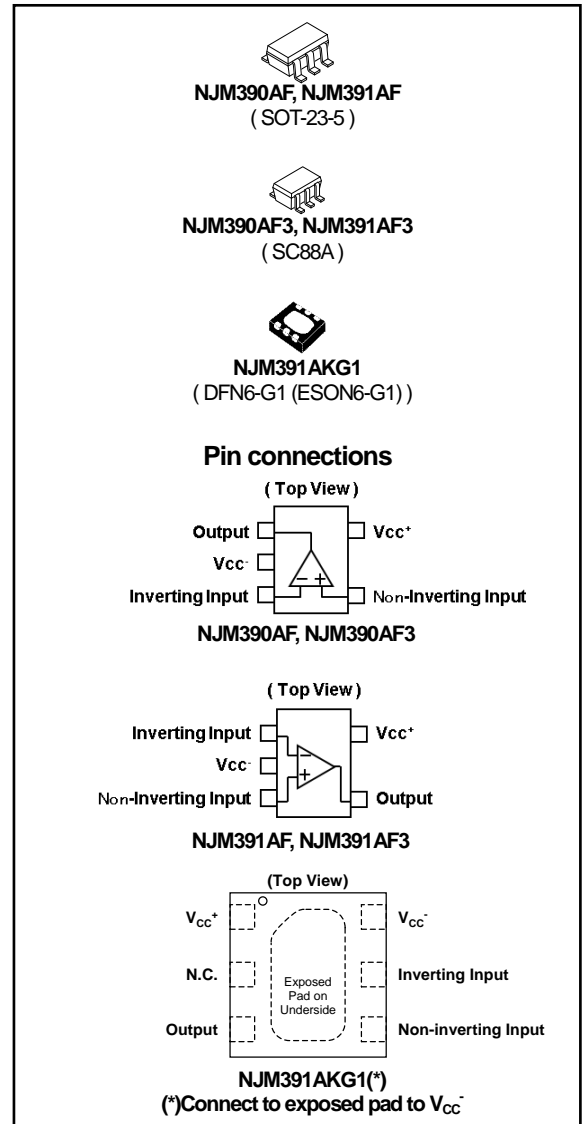 NJM390AF, NJM391AF
( SOT-23-5 )
NJM390AF3, NJM391AF3
( SC88A )
NJM391AKG1
( DFN6-G1 (ESON6-G1) )
Pin connections
( Top View )
Output
Vcc⁺
Vcc⁻
Inverting Input
Non-Inverting Input
− +
NJM390AF, NJM390AF3
( Top View )
Inverting Input
Vcc⁺
Vcc⁻
Non-Inverting Input
Output
−
+
NJM391AF, NJM391AF3
(Top View)
V_CC⁺
V_CC⁻
N.C.
Exposed
Pad on
Underside
Inverting Input
Output
Non-inverting Input
NJM391AKG1(*)
(*)Connect to exposed pad to V_CC⁻